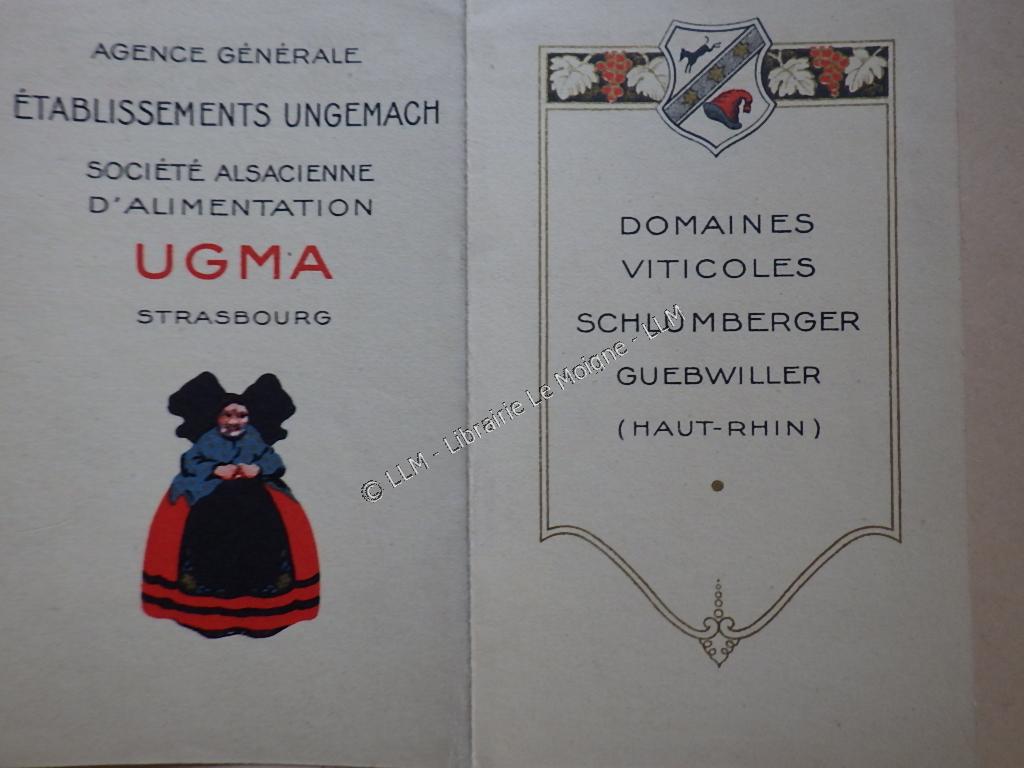 AGENCE GÉNÉRALE
ÉTABLISSEMENTS UNGEMACH
SOCIÉTÉ ALSACIENNE
D'ALIMENTATION
UGMA
STRASBOURG
DOMAINES
VITICOLES
SCHLUMBERGER
GUEBWILLER
(HAUT-RHIN)
© LLM - Librairie Le Moigne - LLM